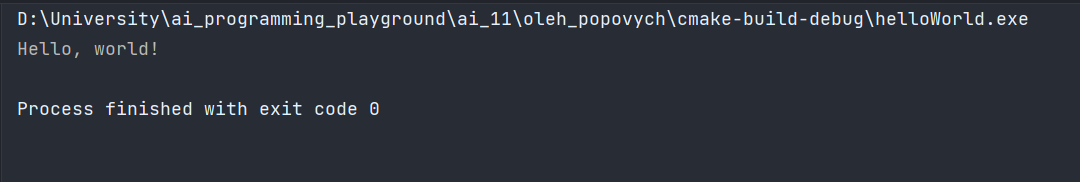 D:\University\ai_programming_playground\ai_11\oleh_popovych\cmake-build-debug\helloWorld.exe
Hello, world!
Process finished with exit code 0